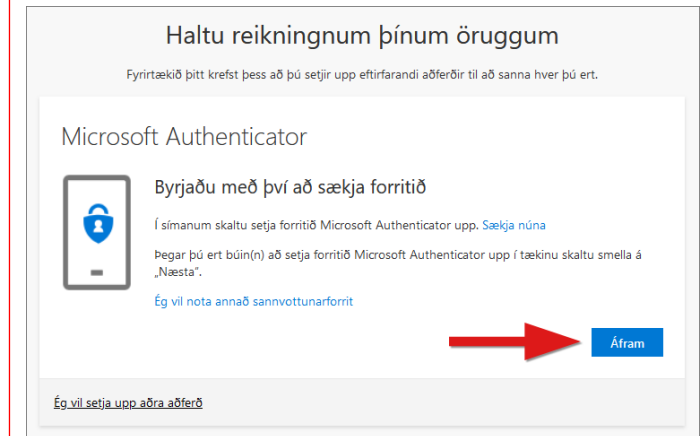 Haltu reikningnum þínum öruggum
Fyrirtækið þitt krefst þess að þú setjir upp eftirfarandi aðferðir til að sanna hver þú ert.
Microsoft Authenticator
Byrjaðu með því að sækja forritið
Í símanum skaltu setja forritið Microsoft Authenticator upp. Sækja núna
Þegar þú ert búin(n) að setja forritið Microsoft Authenticator upp í tækinu skaltu smella á
„Næsta“.
Ég vil nota annað sannvottunarforrit
Áfram
Ég vil setja upp aðra aðferð